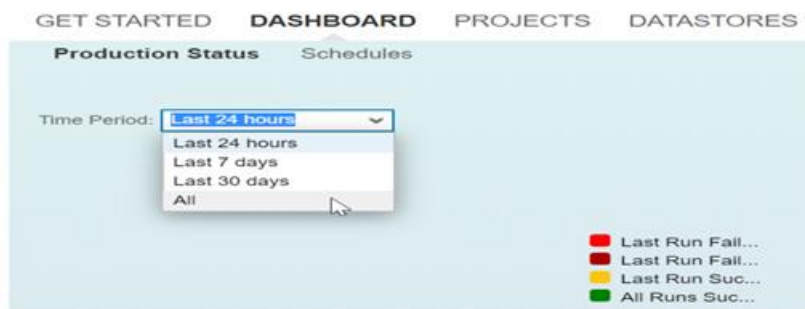 GET STARTED DASHBOARD PROJECTS DATASTORES
Production Status Schedules
Time Period: Last 24 hours
Last 24 hours
Last 7 days
Last 30 days
All
Last Run Fail...
Last Run Fail...
Last Run Suc...
All Runs Suc...